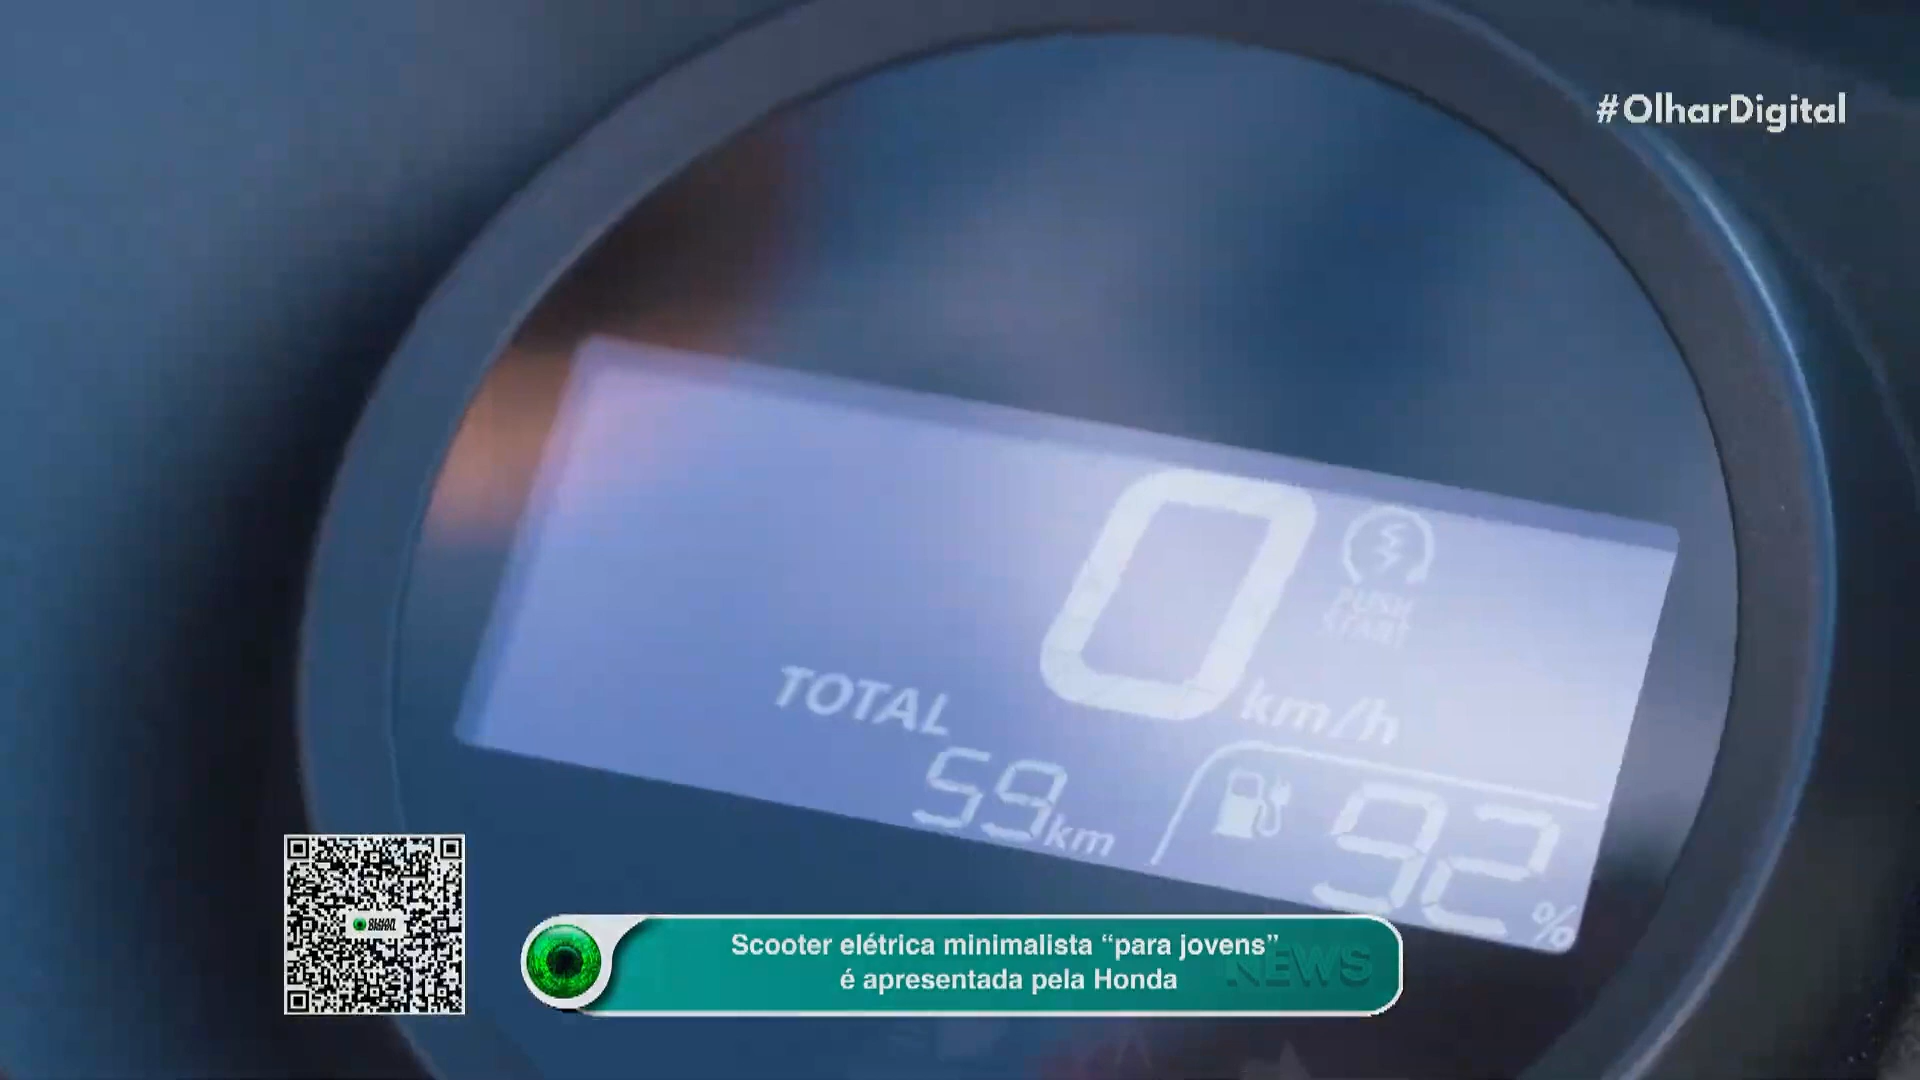 #OlharDigital
0
km/h
PUSH
START
TOTAL
59km
92
%
Scooter elétrica minimalista “para jovens”
é apresentada pela Honda
NEWS